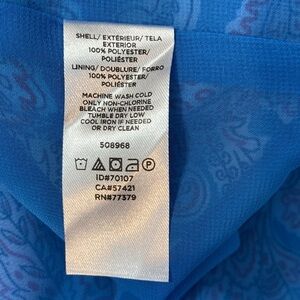 SHELL/ EXTÉRIEUR/ TELA
EXTERIOR
100% POLYESTER/
POLIÉSTER
LINING/ DOUBLURE/ FORRO
100% POLYESTER/
POLIÉSTER
MACHINE WASH COLD
ONLY NON-CHLORINE
BLEACH WHEN NEEDED
TUMBLE DRY LOW
COOL IRON IF NEEDED
OR DRY CLEAN
508968
P
ID#70107
CA#57421
RN#77379